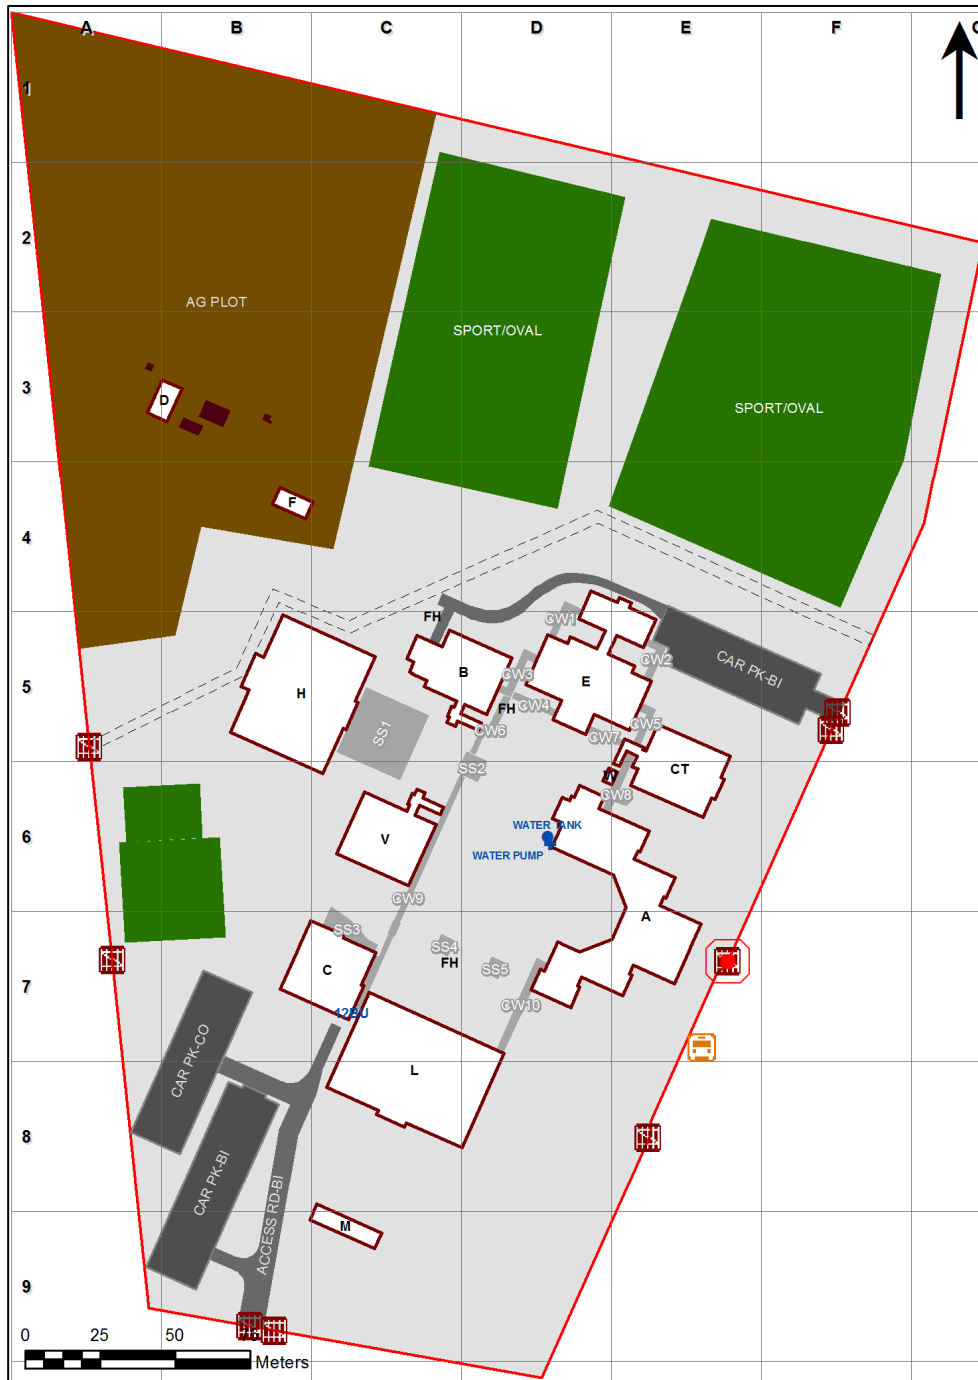 A B C D E F G
1
2
AG PLOT
SPORT/OVAL
3
D
SPORT/OVAL
F
4
FH
CW1
CW2
B
CW3
CAR PK-BI
5
H
E
CW4
FH
SS1
CW5
CW6
CW7
SS2
CT
W
CW8
WATER TANK
6
V
WATER PUMP
CW9
A
SS3
SS4
FH
SS5
C
7
CW10
12BU
CAR PK-CO
L
8
CAR PK-BI
ACCESS RD-BI
M
9
0 25 50 75
Meters